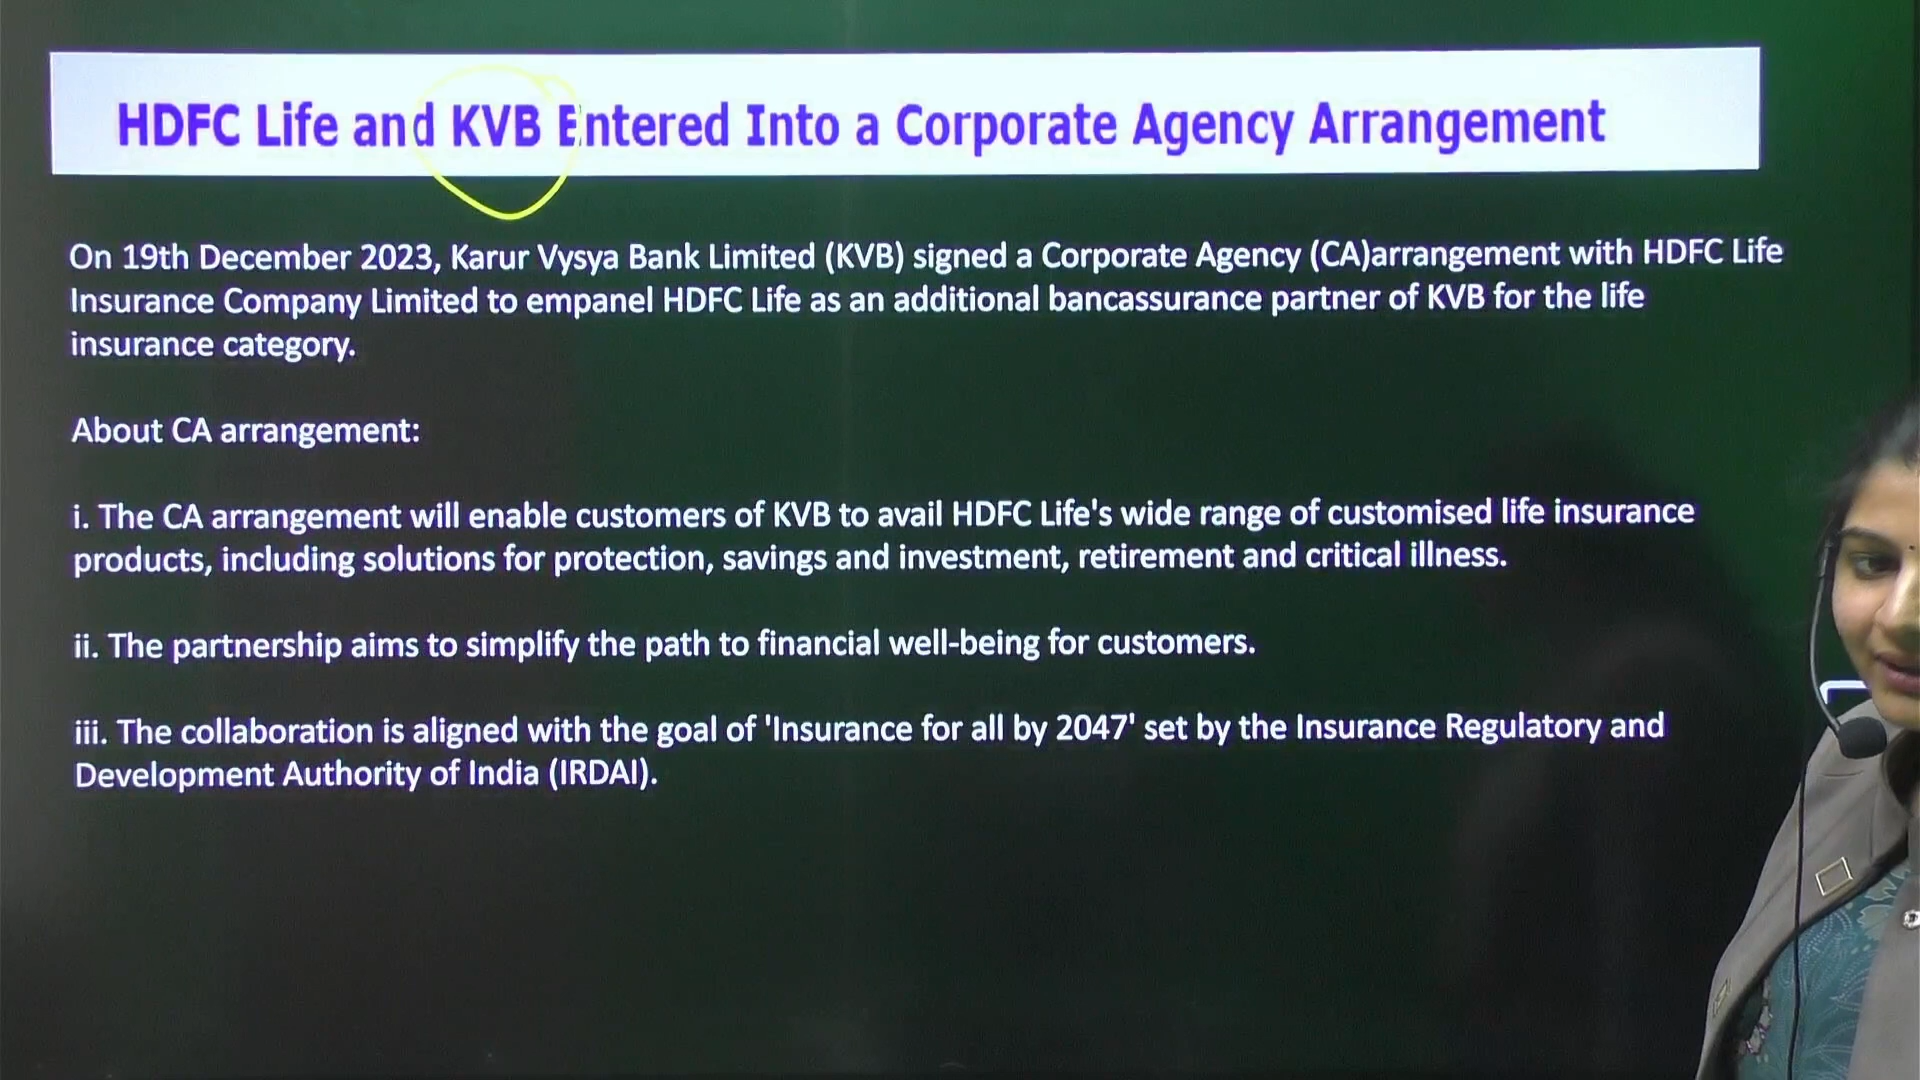 HDFC Life and KVB Entered Into a Corporate Agency Arrangement
On 19th December 2023, Karur Vysya Bank Limited (KVB) signed a Corporate Agency (CA)arrangement with HDFC Life
Insurance Company Limited to empanel HDFC Life as an additional bancassurance partner of KVB for the life
insurance category.
About CA arrangement:
i. The CA arrangement will enable customers of KVB to avail HDFC Life's wide range of customised life insurance
products, including solutions for protection, savings and investment, retirement and critical illness.
ii. The partnership aims to simplify the path to financial well-being for customers.
iii. The collaboration is aligned with the goal of 'Insurance for all by 2047' set by the Insurance Regulatory and
Development Authority of India (IRDAI).